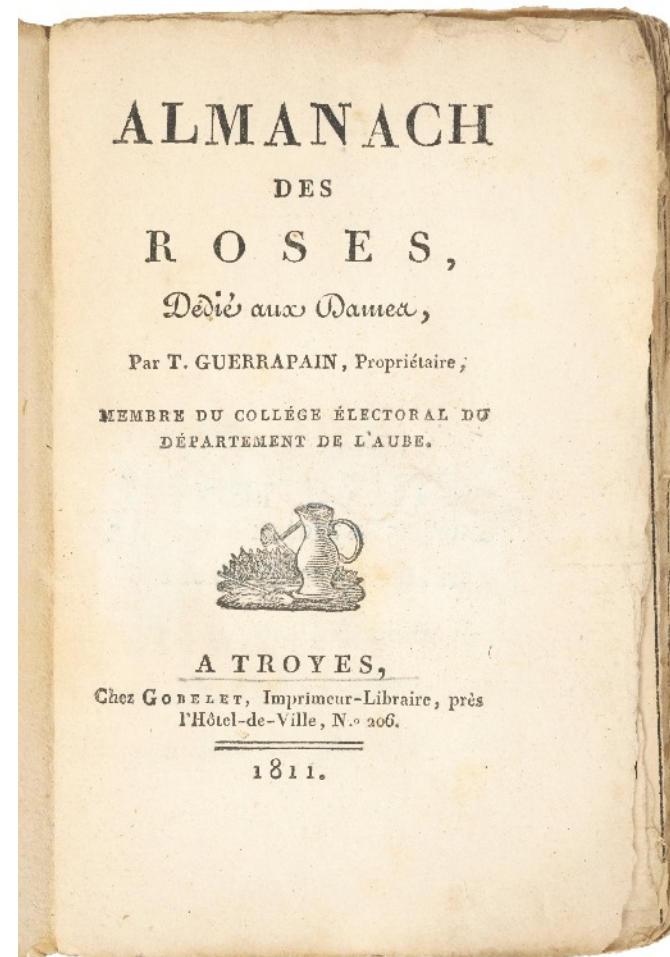 ALMANACH
DES
ROSES,
Dédié aux Dames,
Par T. GUERRAPAIN, Propriétaire,
MEMBRE DU COLLÉGE ÉLECTORAL DU
DÉPARTEMENT DE L'AUBE.
A TROYES,
Chez GOBELET, Imprimeur-Libraire, près
l'Hôtel-de-Ville, N.o 206.
1811.